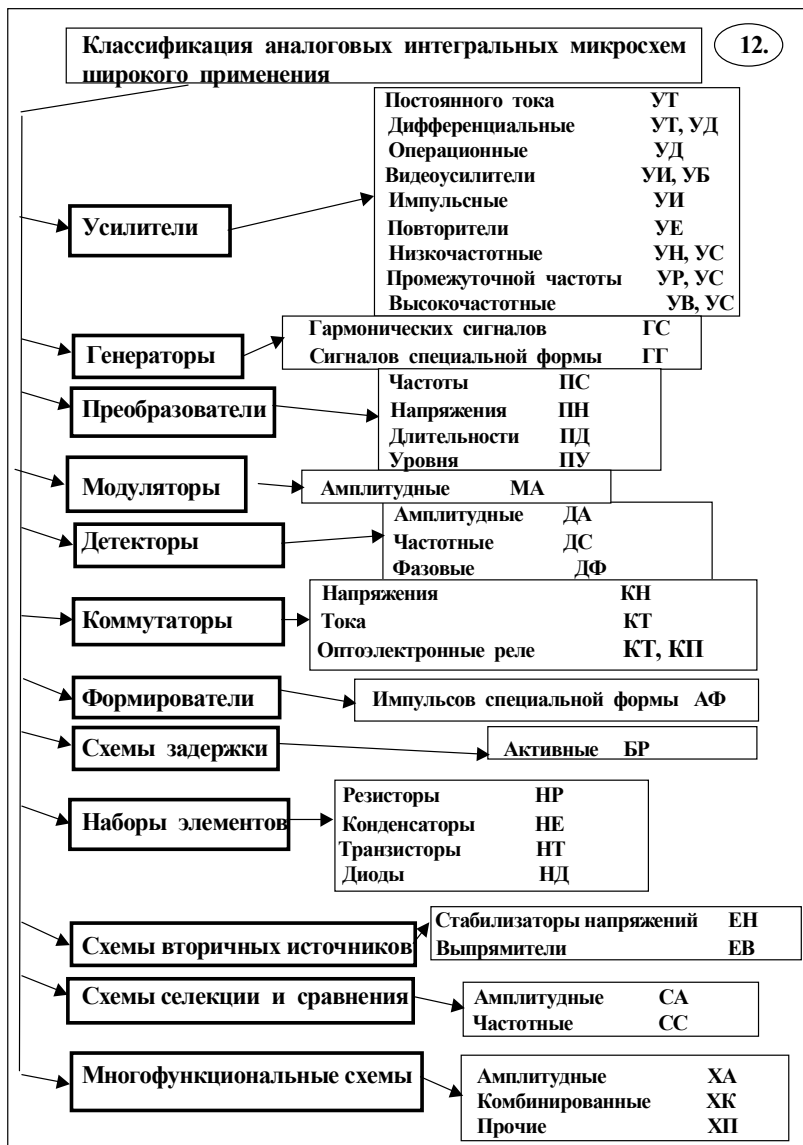 Классификация аналоговых интегральных микросхем
широкого применения
12.
Усилители
Постоянного тока УТ
Дифференциальные УТ, УД
Операционные УД
Видеоусилители УИ, УБ
Импульсные УИ
Повторители УЕ
Низкочастотные УН, УС
Промежуточной частоты УР, УС
Высокочастотные УВ, УС
Генераторы
Гармонических сигналов ГС
Сигналов специальной формы ГГ
Преобразователи
Частоты ПС
Напряжения ПН
Длительности ПД
Уровня ПУ
Модуляторы
Амплитудные МА
Детекторы
Амплитудные ДА
Частотные ДС
Фазовые ДФ
Коммутаторы
Напряжения КН
Тока КТ
Оптоэлектронные реле КТ, КП
Формирователи
Импульсов специальной формы АФ
Схемы задержки
Активные БР
Наборы элементов
Резисторы НР
Конденсаторы НЕ
Транзисторы НТ
Диоды НД
Схемы вторичных источников
Стабилизаторы напряжений ЕН
Выпрямители ЕВ
Схемы селекции и сравнения
Амплитудные СА
Частотные СС
Многофункциональные схемы
Амплитудные ХА
Комбинированные ХК
Прочие ХП